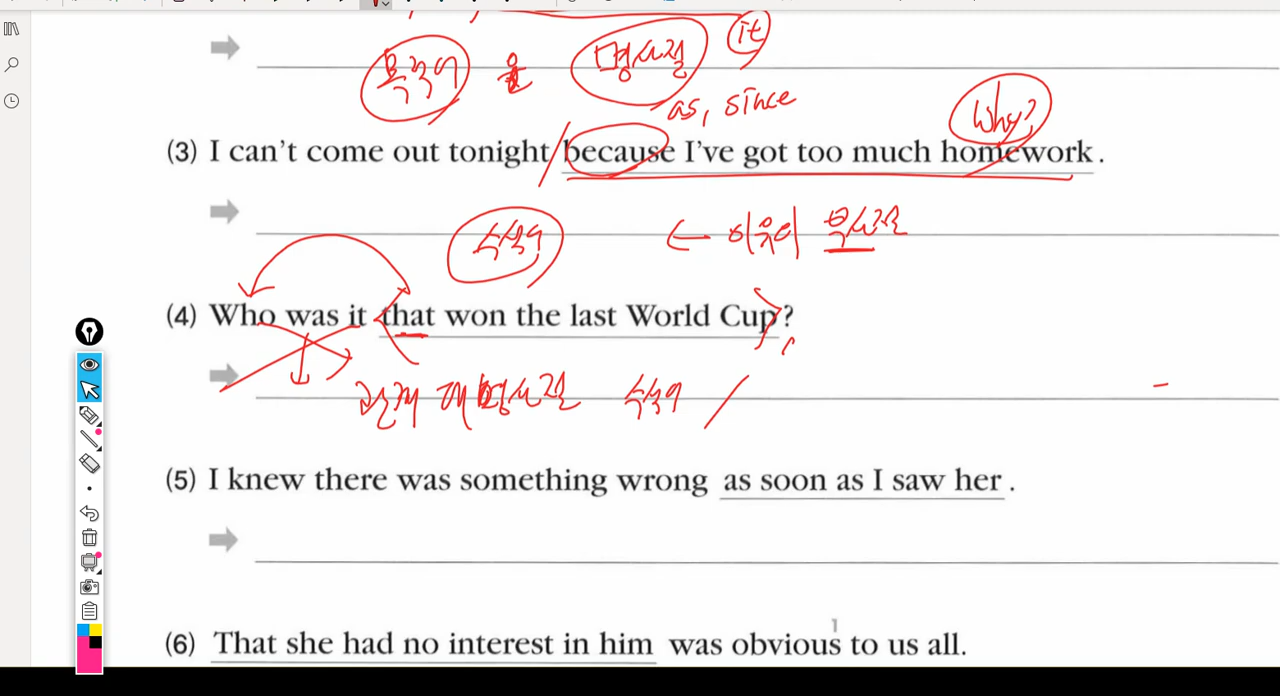 it
목적어 을 명사절
as, since
Why?
(3) I can't come out tonight/because I've got too much homework.
수식어 ← 이유의 부사절
(4) Who was it that won the last World Cup?
관계 대명사절 수식어 /
(5) I knew there was something wrong as soon as I saw her.
(6) That she had no interest in him was obvious to us all.